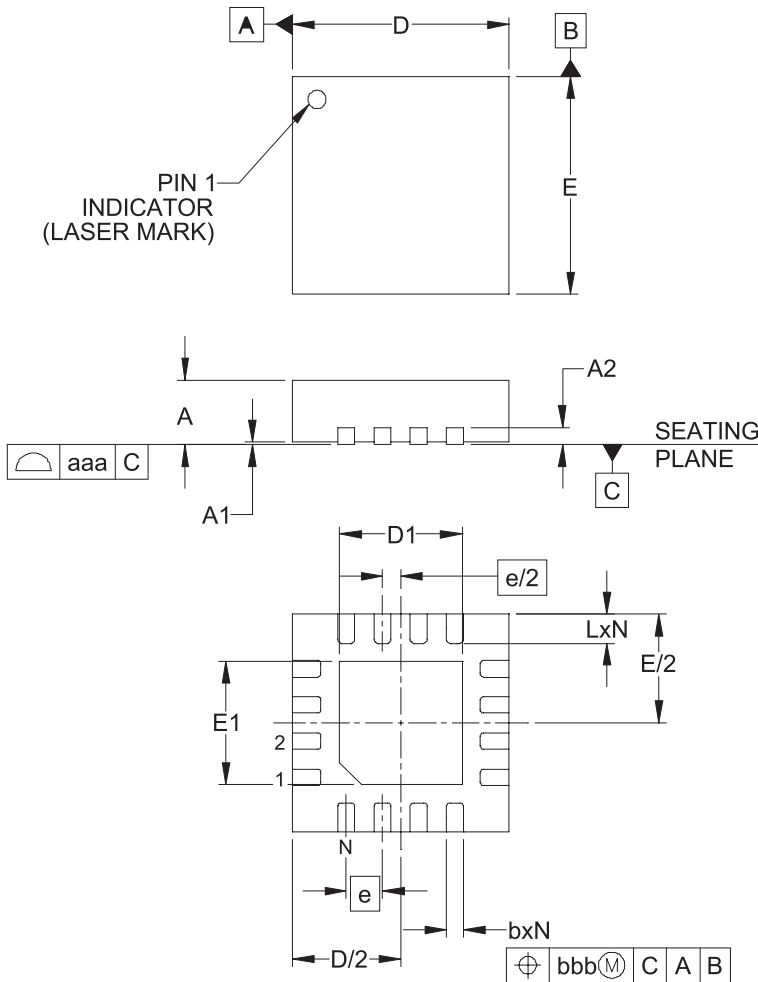 A
D
B
PIN 1
INDICATOR
(LASER MARK)
E
A2
A
SEATING
PLANE
aaa C
C
A1
D1
e/2
LxN
E/2
E1
2
1
N
e
bxN
D/2
bbb Ⓜ C A B